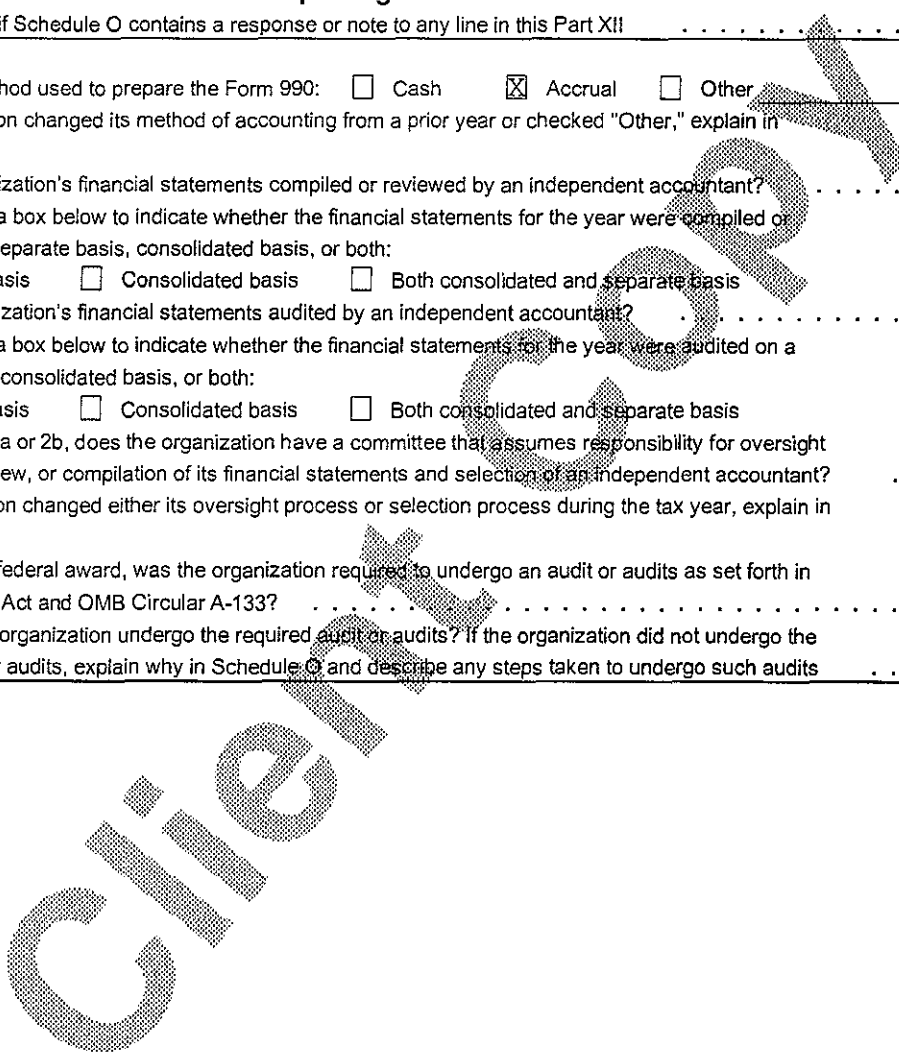 if Schedule O contains a response or note to any line in this Part XII . . . . . . . . . .
hod used to prepare the Form 990: ☐ Cash ☒ Accrual ☐ Other
on changed its method of accounting from a prior year or checked "Other," explain in
ization's financial statements compiled or reviewed by an independent accountant? . . . . .
a box below to indicate whether the financial statements for the year were compiled or
eparate basis, consolidated basis, or both:
asis ☐ Consolidated basis ☐ Both consolidated and separate basis
ization's financial statements audited by an independent accountant? . . . . . . . . . .
a box below to indicate whether the financial statements for the year were audited on a
consolidated basis, or both:
asis ☐ Consolidated basis ☐ Both consolidated and separate basis
a or 2b, does the organization have a committee that assumes responsibility for oversight
ew, or compilation of its financial statements and selection of an independent accountant? .
on changed either its oversight process or selection process during the tax year, explain in
federal award, was the organization required to undergo an audit or audits as set forth in
Act and OMB Circular A-133? . . . . . . . . . . . . . . . . . . . . . . . . . . . . . .
organization undergo the required audit or audits? If the organization did not undergo the
r audits, explain why in Schedule O and describe any steps taken to undergo such audits . .
Client Copy